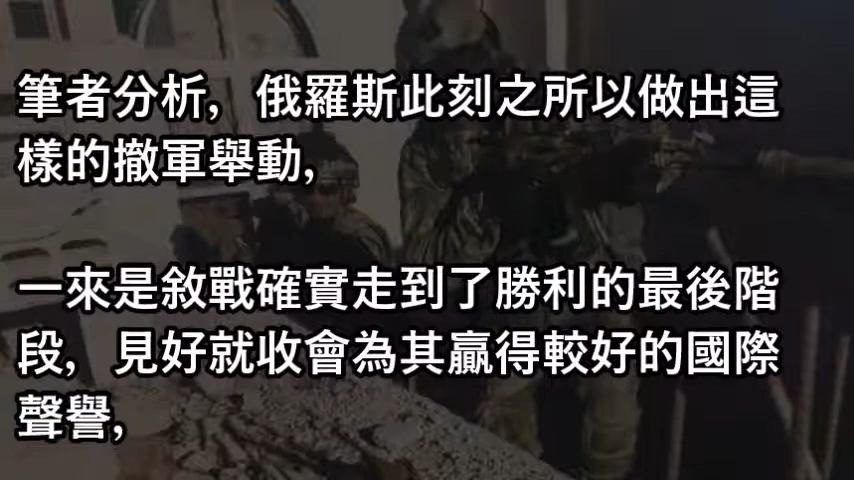 筆者分析, 俄羅斯此刻之所以做出這
樣的撤軍舉動,
一來是敘戰確實走到了勝利的最後階
段, 見好就收會為其贏得較好的國際
聲譽,